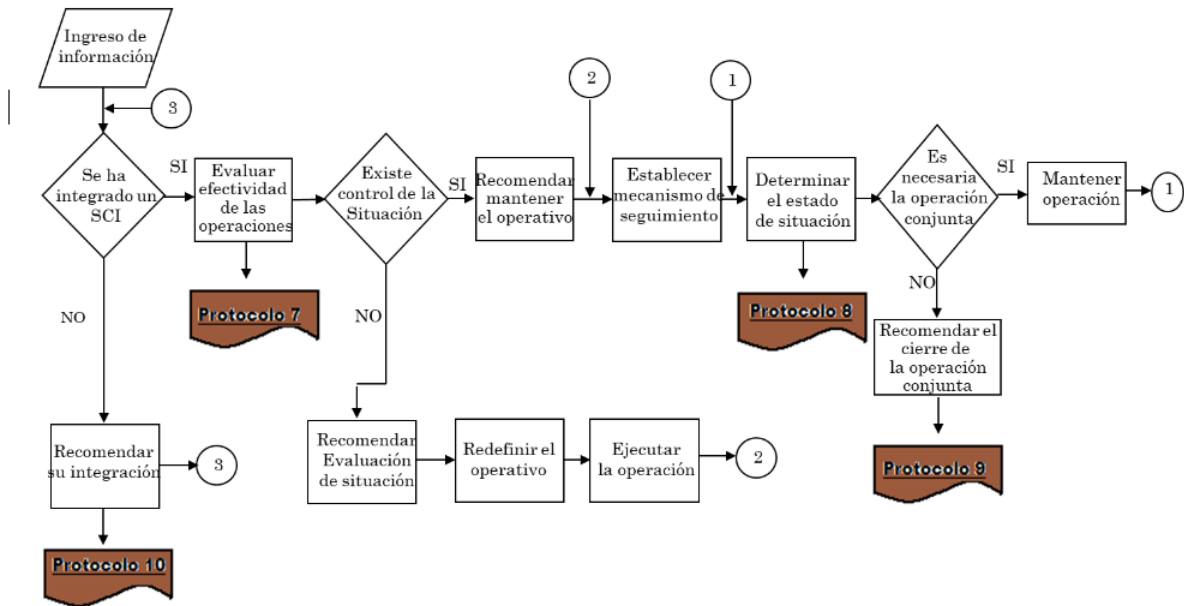 Ingreso de
información
3
Se ha
integrado un
SCI
SI
Evaluar
efectividad
de las
operaciones
Existe
control de la
Situación
SI
Recomendar
mantener
el operativo
2
Establecer
mecanismo de
seguimiento
1
Determinar
el estado
de situación
Es
necesaria
la operación
conjunta
SI
Mantener
operación
1
NO
Protocolo 7
NO
Protocolo 8
NO
Recomendar el
cierre de
la operación
conjunta
Recomendar
su integración
3
Recomendar
Evaluación
de situación
Redefinir el
operativo
Ejecutar
la operación
2
Protocolo 9
Protocolo 10